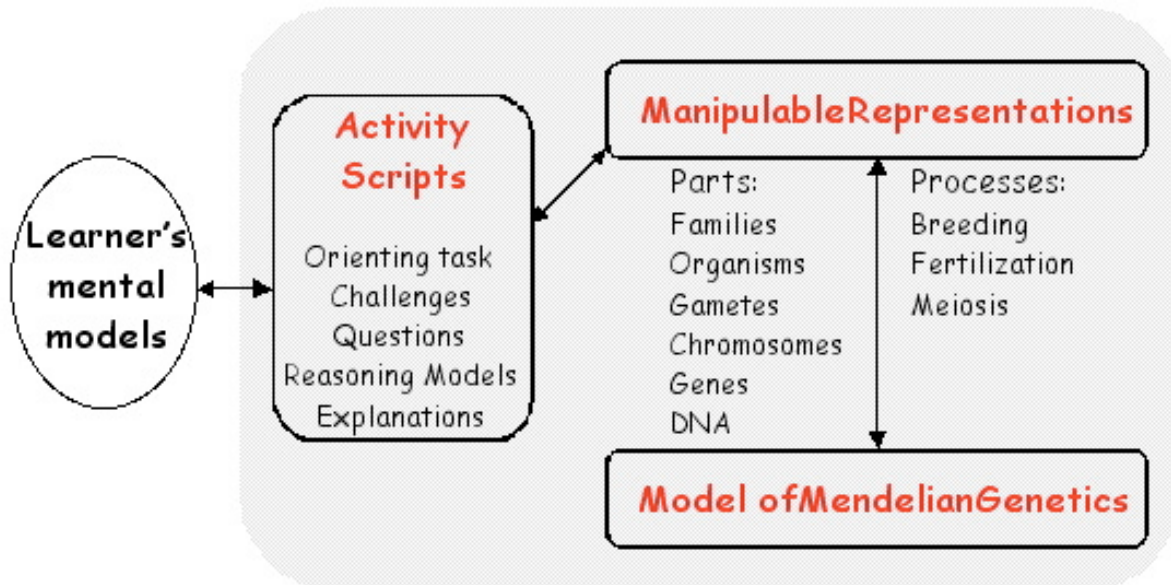 Learner's
mental
models
Activity
Scripts
Orienting task
Challenges
Questions
Reasoning Models
Explanations
ManipulableRepresentations
Parts:
Families
Organisms
Gametes
Chromosomes
Genes
DNA
Processes:
Breeding
Fertilization
Meiosis
Model ofMendelianGenetics